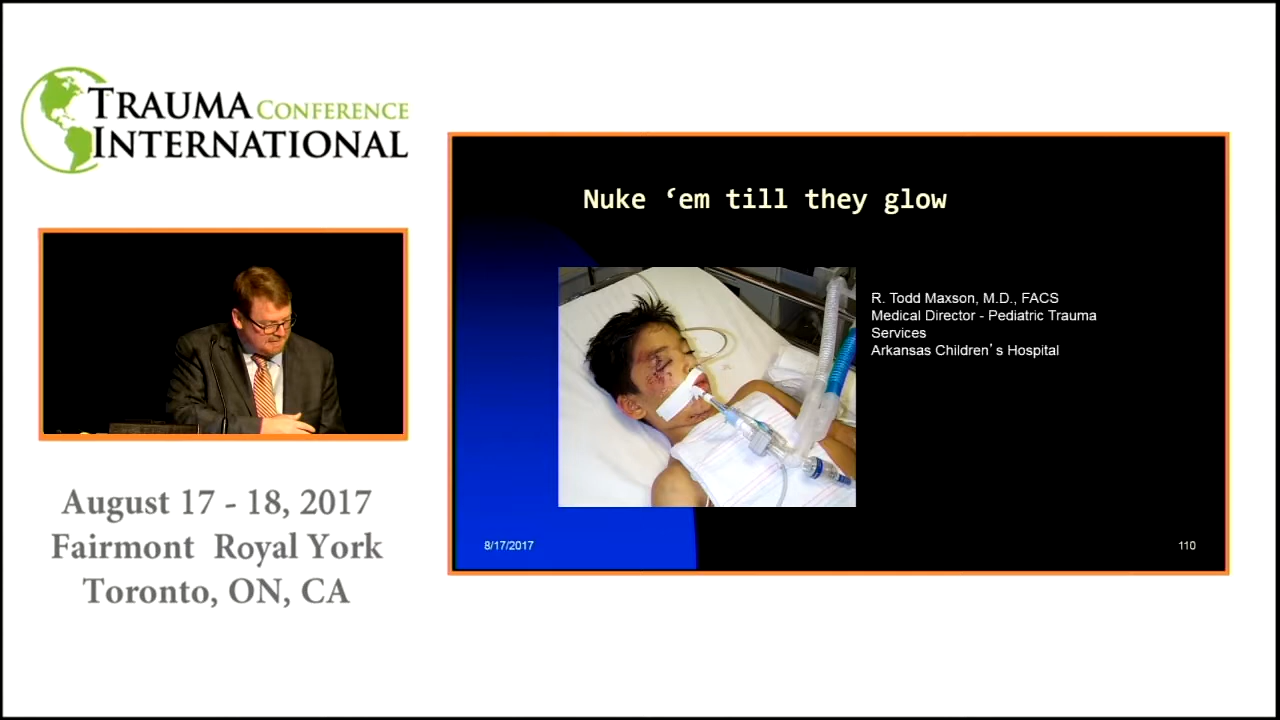 TRAUMA CONFERENCE
INTERNATIONAL
August 17 - 18, 2017
Fairmont Royal York
Toronto, ON, CA
Nuke ‘em till they glow
R. Todd Maxson, M.D., FACS
Medical Director - Pediatric Trauma
Services
Arkansas Children’s Hospital
8/17/2017
110